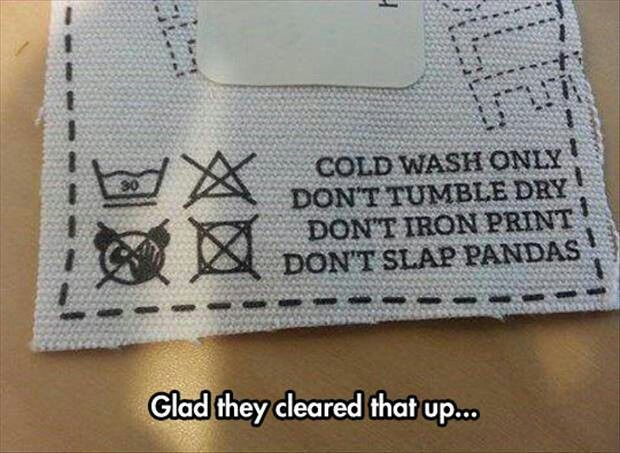 30
COLD WASH ONLY
DON'T TUMBLE DRY
DON'T IRON PRINT
DON'T SLAP PANDAS
Glad they cleared that up...